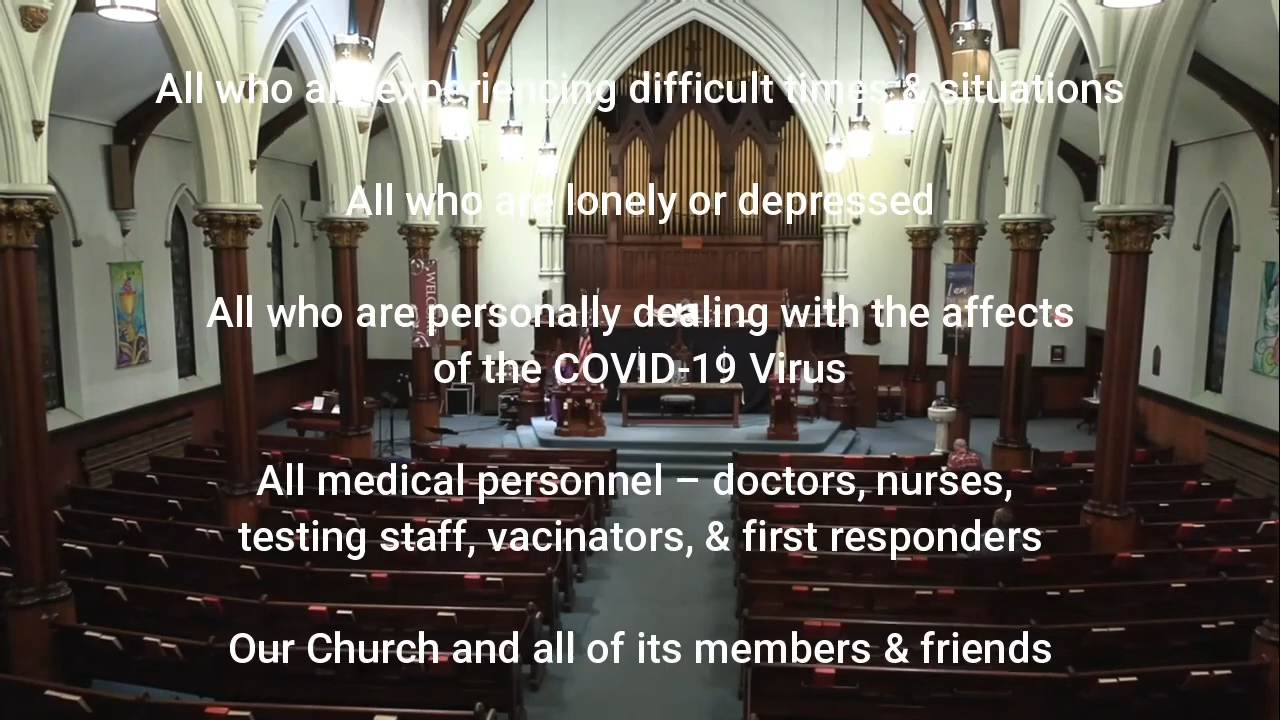 All who are experiencing difficult times & situations
All who are lonely or depressed
All who are personally dealing with the affects
of the COVID-19 Virus
All medical personnel – doctors, nurses,
testing staff, vacinators, & first responders
Our Church and all of its members & friends
I am